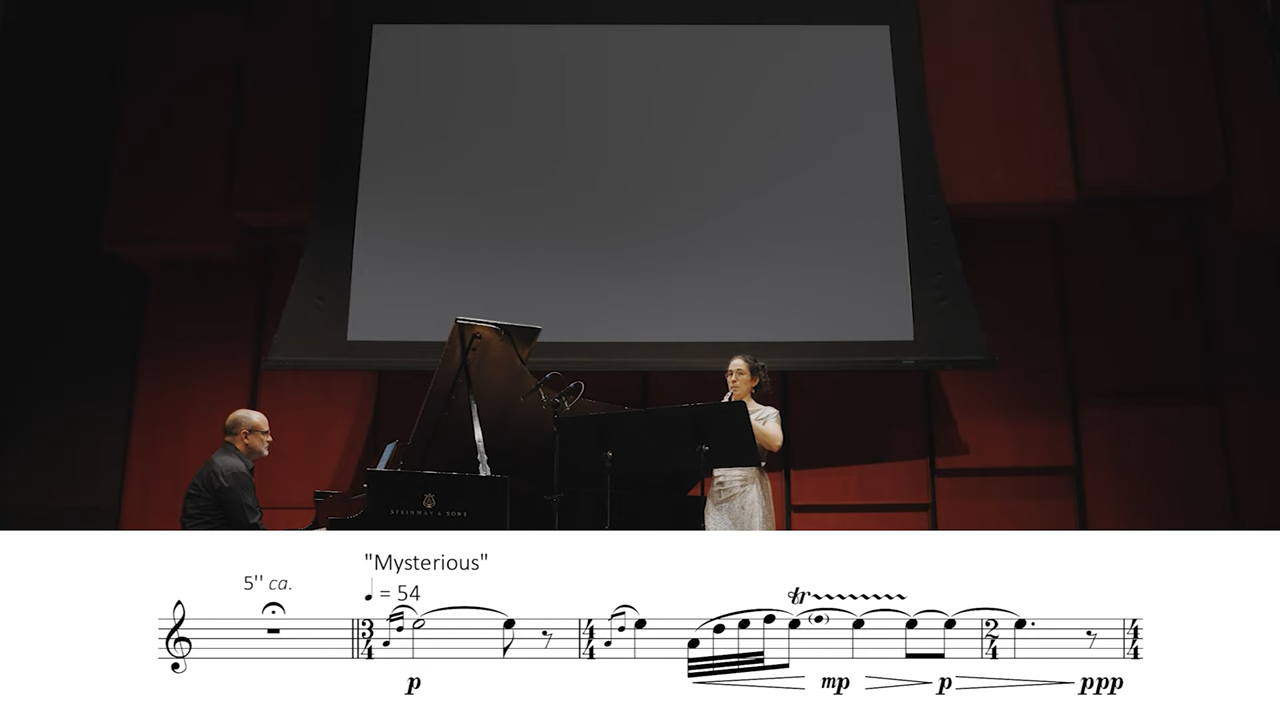 STEINWAY & SONS
"Mysterious"
5'' ca.
♩ = 54
3/4
4/4
tr
2/4
4/4
p
mp
p
ppp